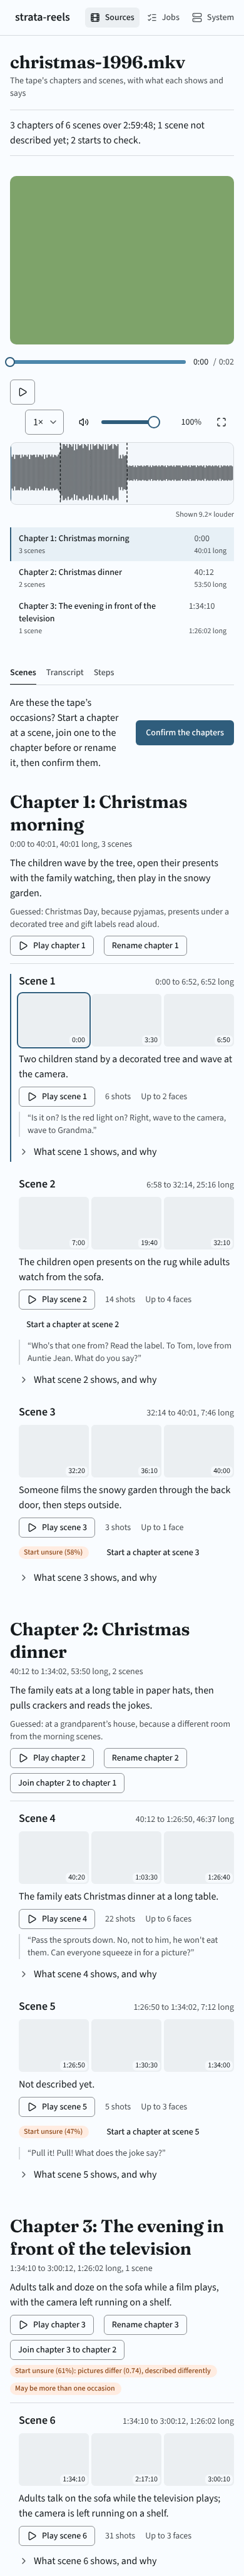 strata-reels Sources Jobs System
christmas-1996.mkv
The tape's chapters and scenes, with what each shows and
says
3 chapters of 6 scenes over 2:59:48; 1 scene not
described yet; 2 starts to check.
0:00 / 0:02
1× 100%
Shown 9.2× louder
Chapter 1: Christmas morning 0:00
3 scenes 40:01 long
Chapter 2: Christmas dinner 40:12
2 scenes 53:50 long
Chapter 3: The evening in front of the 1:34:10
television
1 scene 1:26:02 long
Scenes Transcript Steps
Are these the tape's
occasions? Start a chapter
at a scene, join one to the
chapter before or rename
it, then confirm them.
Confirm the chapters
Chapter 1: Christmas
morning
0:00 to 40:01, 40:01 long, 3 scenes
The children wave by the tree, open their presents
with the family watching, then play in the snowy
garden.
Guessed: Christmas Day, because pyjamas, presents under a
decorated tree and gift labels read aloud.
Play chapter 1 Rename chapter 1
Scene 1 0:00 to 6:52, 6:52 long
0:00 3:30 6:50
Two children stand by a decorated tree and wave at
the camera.
Play scene 1 6 shots Up to 2 faces
“Is it on? Is the red light on? Right, wave to the camera,
wave to Grandma.”
What scene 1 shows, and why
Scene 2 6:58 to 32:14, 25:16 long
7:00 19:40 32:10
The children open presents on the rug while adults
watch from the sofa.
Play scene 2 14 shots Up to 4 faces
Start a chapter at scene 2
“Who's that one from? Read the label. To Tom, love from
Auntie Jean. What do you say?”
What scene 2 shows, and why
Scene 3 32:14 to 40:01, 7:46 long
32:20 36:10 40:00
Someone films the snowy garden through the back
door, then steps outside.
Play scene 3 3 shots Up to 1 face
Start unsure (58%) Start a chapter at scene 3
What scene 3 shows, and why
Chapter 2: Christmas
dinner
40:12 to 1:34:02, 53:50 long, 2 scenes
The family eats at a long table in paper hats, then
pulls crackers and reads the jokes.
Guessed: at a grandparent's house, because a different room
from the morning scenes.
Play chapter 2 Rename chapter 2
Join chapter 2 to chapter 1
Scene 4 40:12 to 1:26:50, 46:37 long
40:20 1:03:30 1:26:40
The family eats Christmas dinner at a long table.
Play scene 4 22 shots Up to 6 faces
“Pass the sprouts down. No, not to him, he won't eat
them. Can everyone squeeze in for a picture?”
What scene 4 shows, and why
Scene 5 1:26:50 to 1:34:02, 7:12 long
1:26:50 1:30:30 1:34:00
Not described yet.
Play scene 5 5 shots Up to 3 faces
Start unsure (47%) Start a chapter at scene 5
“Pull it! Pull! What does the joke say?”
What scene 5 shows, and why
Chapter 3: The evening in
front of the television
1:34:10 to 3:00:12, 1:26:02 long, 1 scene
Adults talk and doze on the sofa while a film plays,
with the camera left running on a shelf.
Play chapter 3 Rename chapter 3
Join chapter 3 to chapter 2
Start unsure (61%): pictures differ (0.74), described differently
May be more than one occasion
Scene 6 1:34:10 to 3:00:12, 1:26:02 long
1:34:10 2:17:10 3:00:10
Adults talk on the sofa while the television plays;
the camera is left running on a shelf.
Play scene 6 31 shots Up to 3 faces
What scene 6 shows, and why